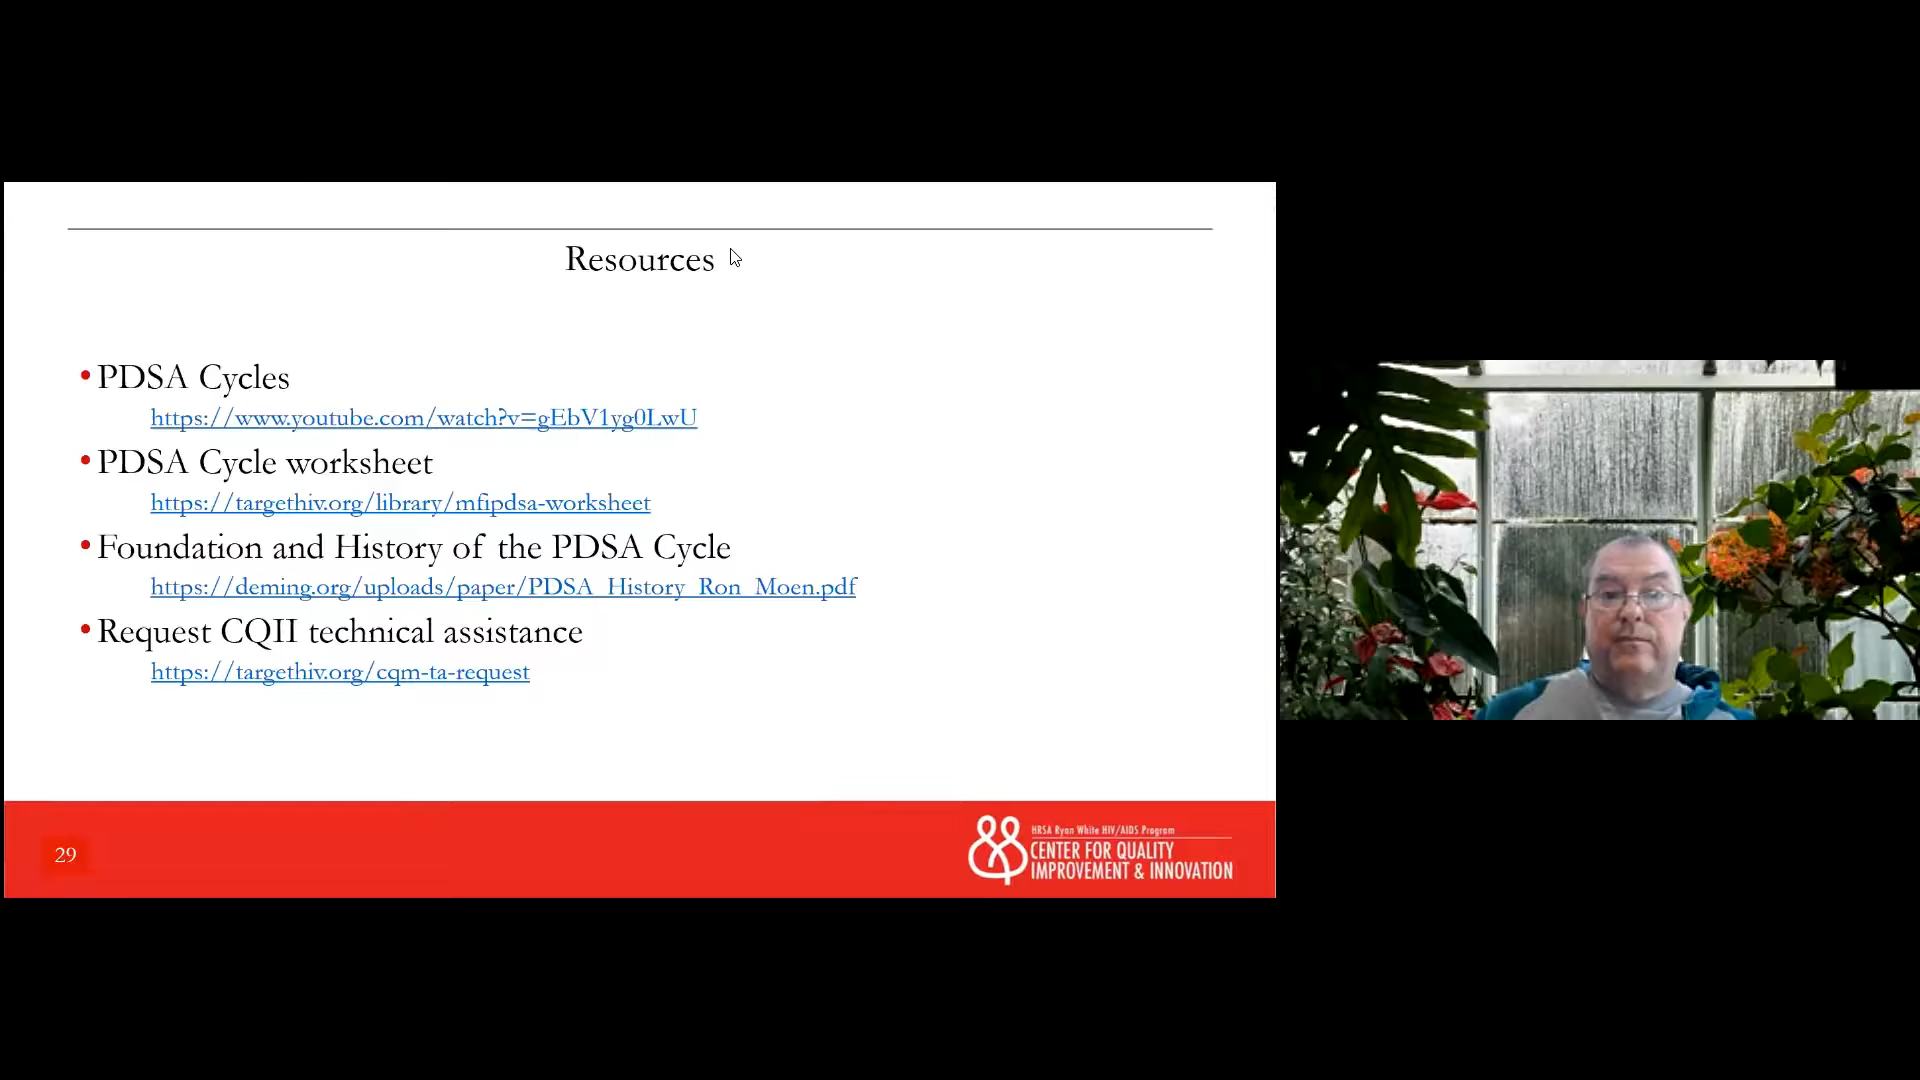 Resources
•PDSA Cycles
https://www.youtube.com/watch?v=gEbV1yg0LwU
•PDSA Cycle worksheet
https://targethiv.org/library/mfipdsa-worksheet
•Foundation and History of the PDSA Cycle
https://deming.org/uploads/paper/PDSA_History_Ron_Moen.pdf
•Request CQII technical assistance
https://targethiv.org/cqm-ta-request
29
HRSA Ryan White HIV/AIDS Program
CENTER FOR QUALITY
IMPROVEMENT & INNOVATION